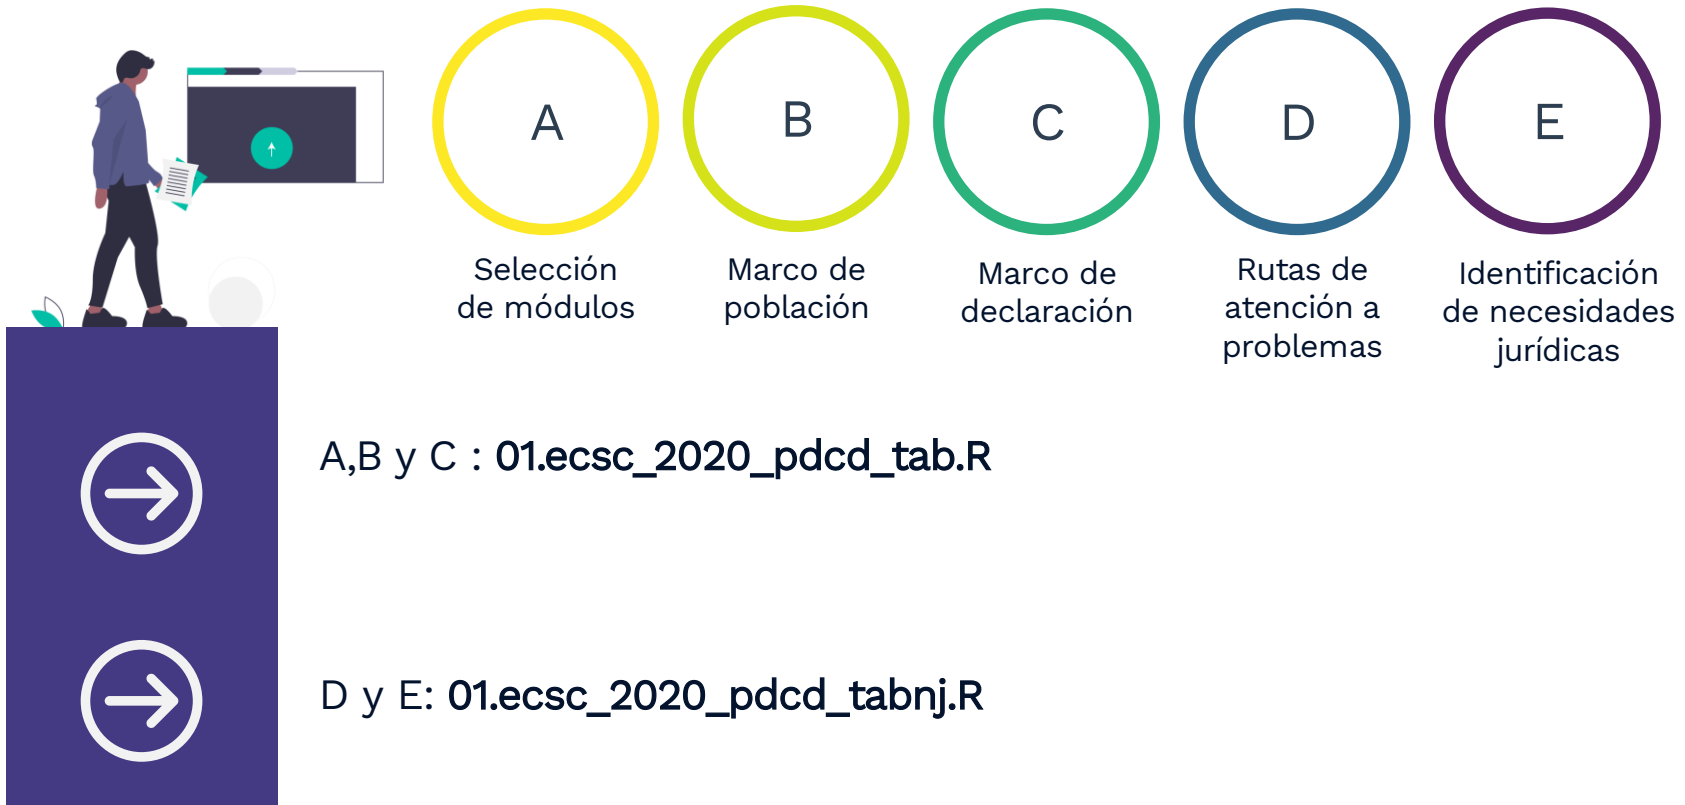 A
B
C
D
E
Selección
de módulos
Marco de
población
Marco de
declaración
Rutas de
atención a
problemas
Identificación
de necesidades
jurídicas
A,B y C : 01.ecsc_2020_pdcd_tab.R
D y E: 01.ecsc_2020_pdcd_tabnj.R